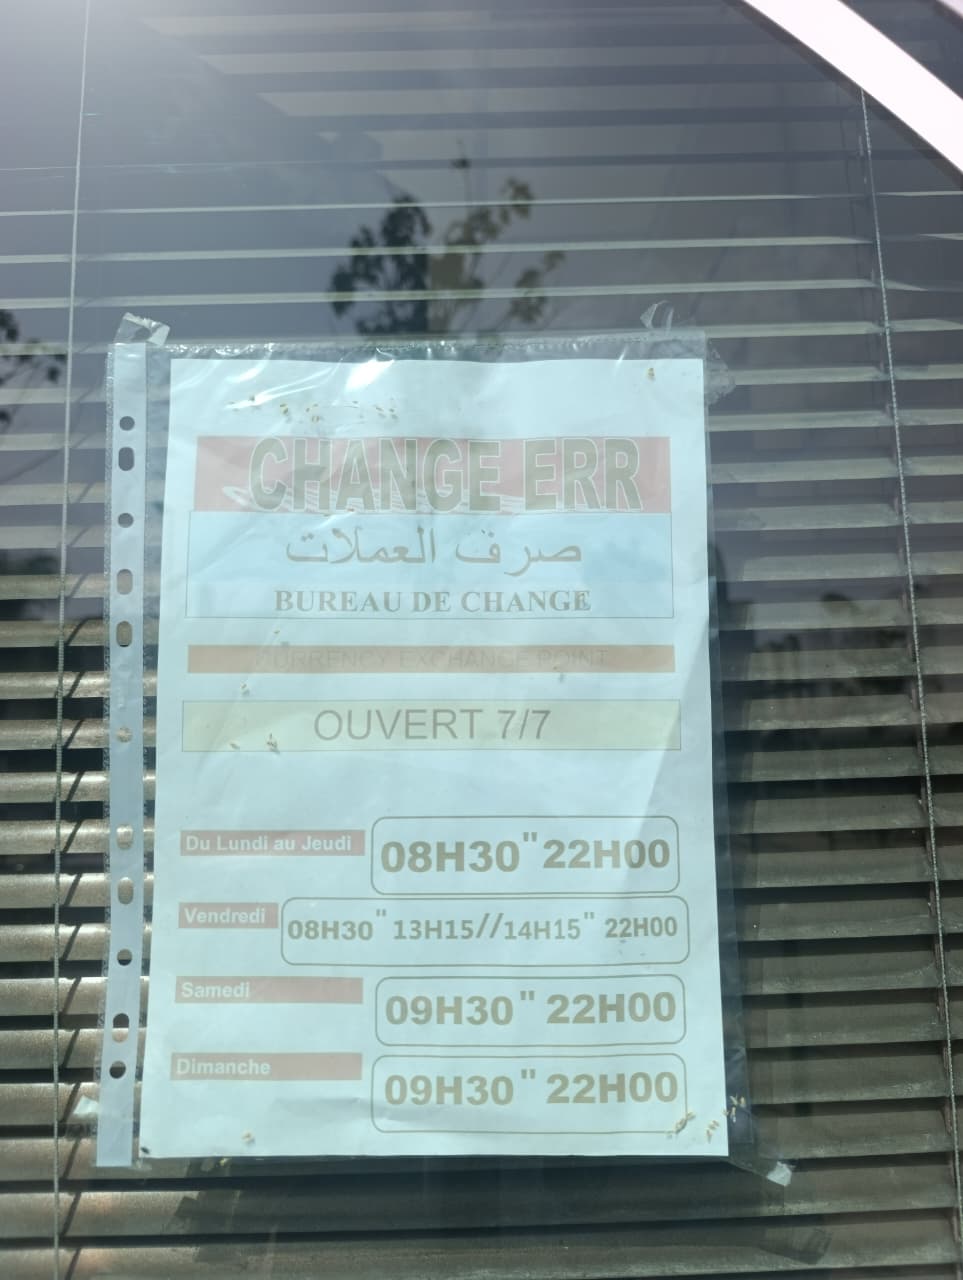 CHANGE ERR
صرف العملات
BUREAU DE CHANGE
CURRENCY EXCHANGE POINT
OUVERT 7/7
Du Lundi au Jeudi 08H30 " 22H00
Vendredi 08H30 " 13H15//14H15 " 22H00
Samedi 09H30 " 22H00
Dimanche 09H30 " 22H00